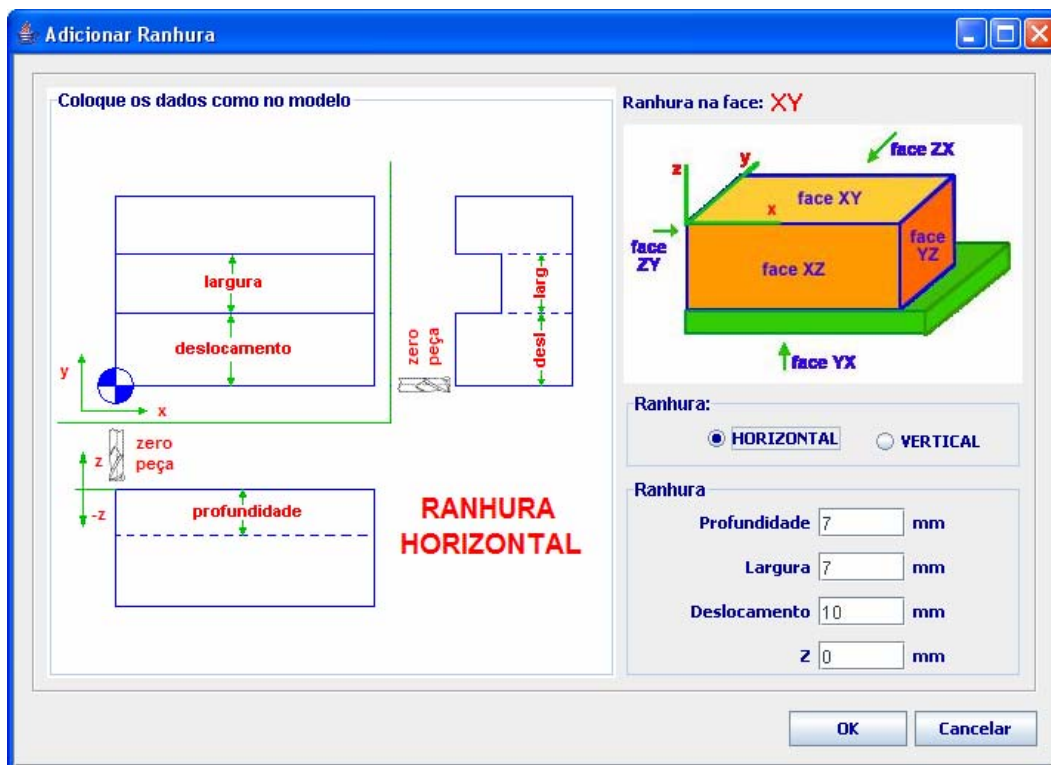 Adicionar Ranhura
Coloque os dados como no modelo
largura
deslocamento
y
x
zero
peça
larg
desl
z
-z
zero
peça
profundidade
RANHURA
HORIZONTAL
Ranhura na face: XY
z
y
x
face ZX
face XY
face
ZY
face XZ
face
YZ
face YX
Ranhura:
HORIZONTAL
VERTICAL
Ranhura
Profundidade 7 mm
Largura 7 mm
Deslocamento 10 mm
Z 0 mm
OK
Cancelar